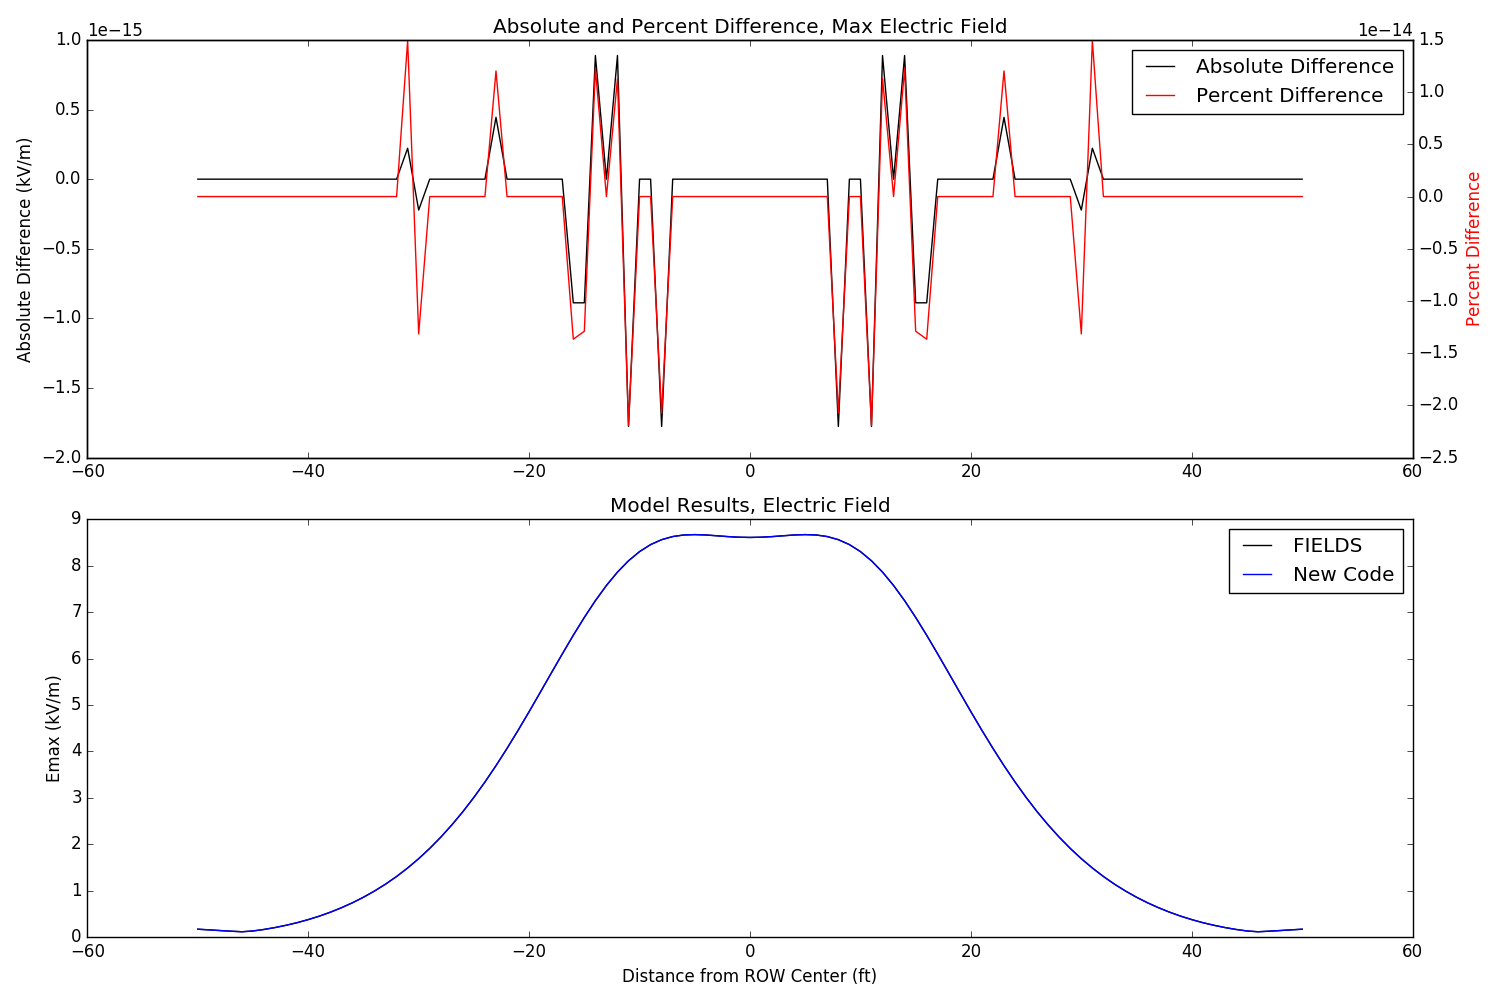 Absolute and Percent Difference, Max Electric Field
1e−15
1e−14
1.0
0.5
0.0
−0.5
−1.0
−1.5
−2.0
Absolute Difference (kV/m)
Absolute Difference
Percent Difference
1.5
1.0
0.5
0.0
−0.5
−1.0
−1.5
−2.0
−2.5
Percent Difference
−60 −40 −20 0 20 40 60
Model Results, Electric Field
9
8
7
6
5
4
3
2
1
0
Emax (kV/m)
FIELDS
New Code
−60 −40 −20 0 20 40 60
Distance from ROW Center (ft)